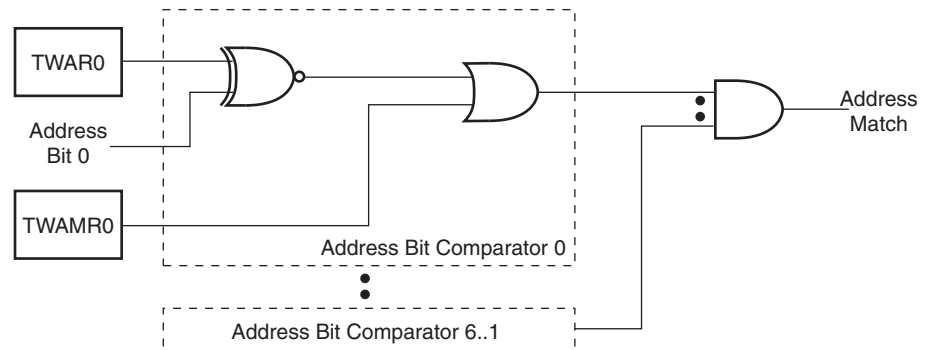 TWAR0
Address
Bit 0
TWAMR0
Address Bit Comparator 0
Address Bit Comparator 6..1
Address
Match